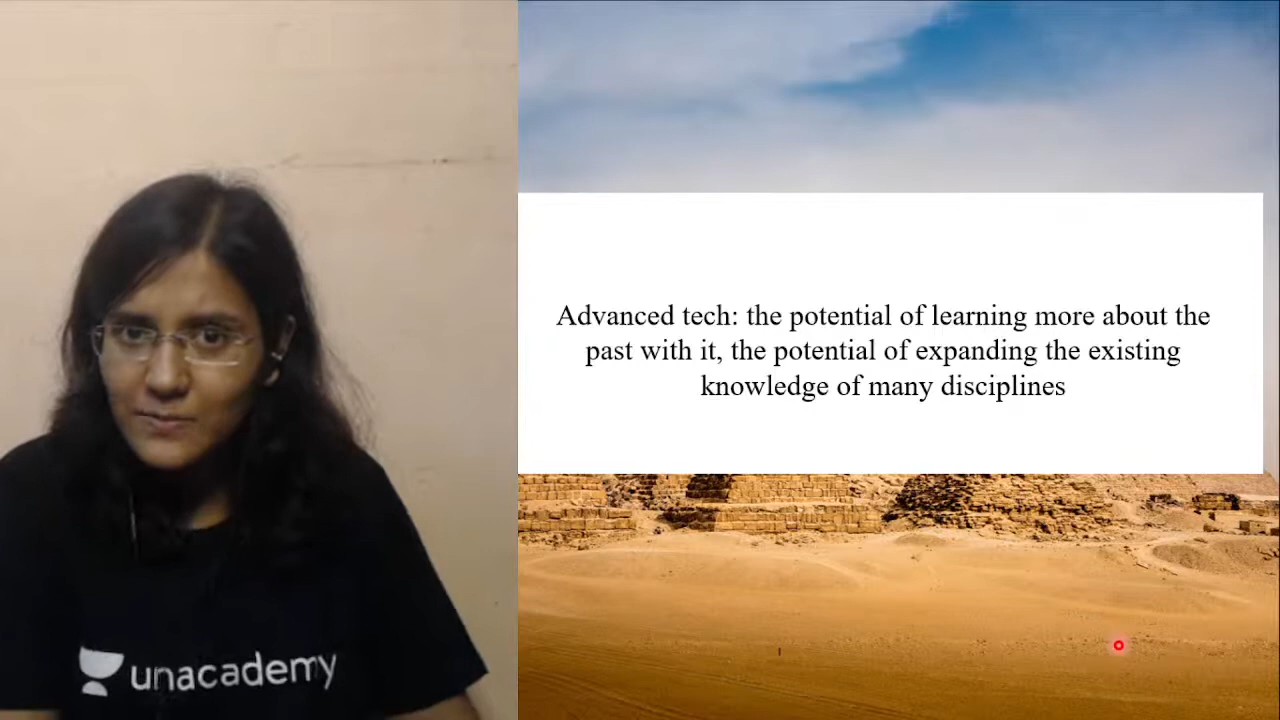 Advanced tech: the potential of learning more about the
past with it, the potential of expanding the existing
knowledge of many disciplines
unacademy